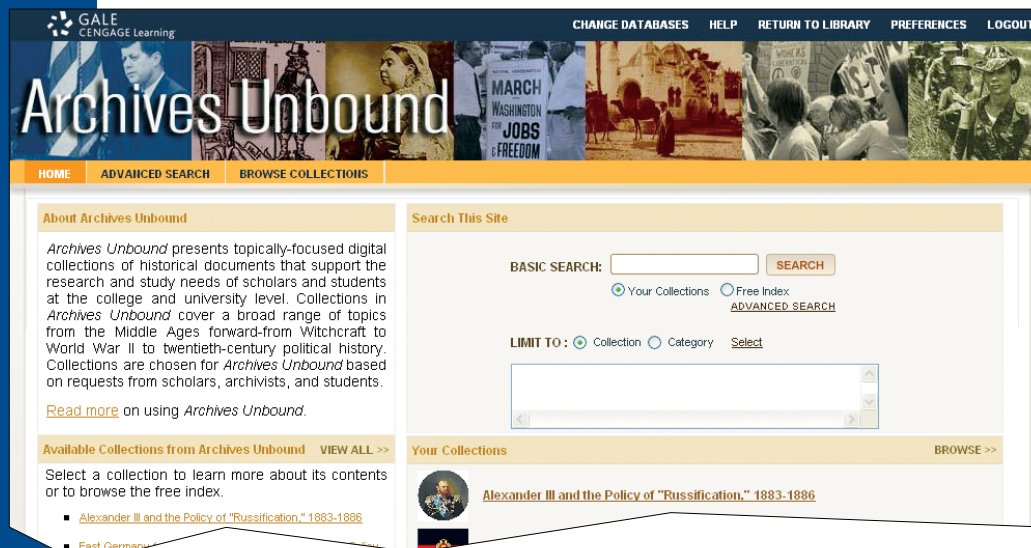 GALE
CENGAGE Learning
CHANGE DATABASES HELP RETURN TO LIBRARY PREFERENCES LOGOUT
Archives Unbound
MARCH
WASHINGTON
FOR JOBS
& FREEDOM
HOME ADVANCED SEARCH BROWSE COLLECTIONS
About Archives Unbound
Archives Unbound presents topically-focused digital
collections of historical documents that support the
research and study needs of scholars and students
at the college and university level. Collections in
Archives Unbound cover a broad range of topics
from the Middle Ages forward-from Witchcraft to
World War II to twentieth-century political history.
Collections are chosen for Archives Unbound based
on requests from scholars, archivists, and students.
Read more on using Archives Unbound.
Available Collections from Archives Unbound VIEW ALL >>
Select a collection to learn more about its contents
or to browse the free index.
Alexander III and the Policy of "Russification," 1883-1886
East Germany
Search This Site
BASIC SEARCH: SEARCH
Your Collections Free Index
ADVANCED SEARCH
LIMIT TO : Collection Category Select
Your Collections BROWSE >>
Alexander III and the Policy of "Russification," 1883-1886